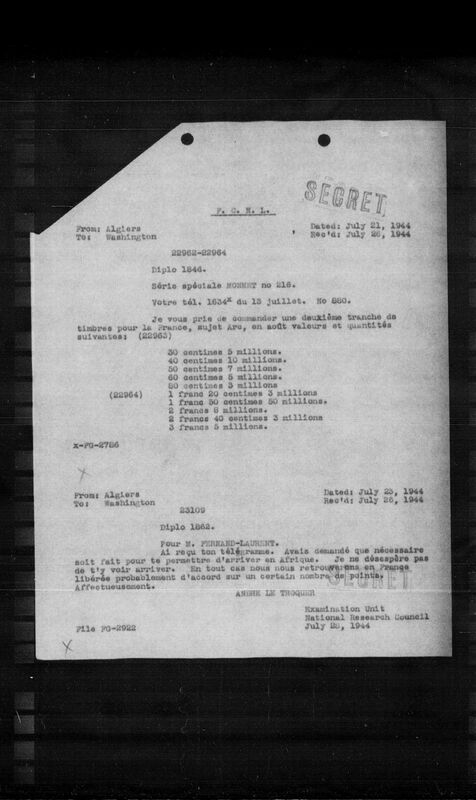 SECRET
F. C. N. L.
From: Algiers
To: Washington
Dated: July 21, 1944
Rec'd: July 26, 1944
22962-22964
Diplo 1846.
Série spéciale MONNET no 216.
Votre tél. 1634x du 13 juillet. No 880.
Je vous prie de commander une deuxième tranche de
timbres pour la France, sujet Arc, en août valeurs et quantités
suivantes: (22963)
30 centimes 5 millions.
40 centimes 10 millions.
50 centimes 7 millions.
60 centimes 5 millions.
80 centimes 3 millions
(22964) 1 franc 20 centimes 3 millions
1 franc 50 centimes 50 millions.
2 francs 8 millions.
2 francs 40 centimes 3 millions
3 francs 5 millions.
x-FG-2786
x
From: Algiers
To: Washington
Dated: July 23, 1944
Rec'd: July 26, 1944
23109
Diplo 1862.
Pour M. FERNAND-LAURENT.
Ai reçu ton télégramme. Avais demandé que nécessaire
soit fait pour te permettre d'arriver en Afrique. Je ne désespère pas
de t'y voir arriver. En tout cas nous nous retrouverons en France
libérée probablement d'accord sur un certain nombre de points.
Affectueusement.
SECRET
ANDRE LE TROQUER
Examination Unit
National Research Council
July 28, 1944
File FG-2922
x